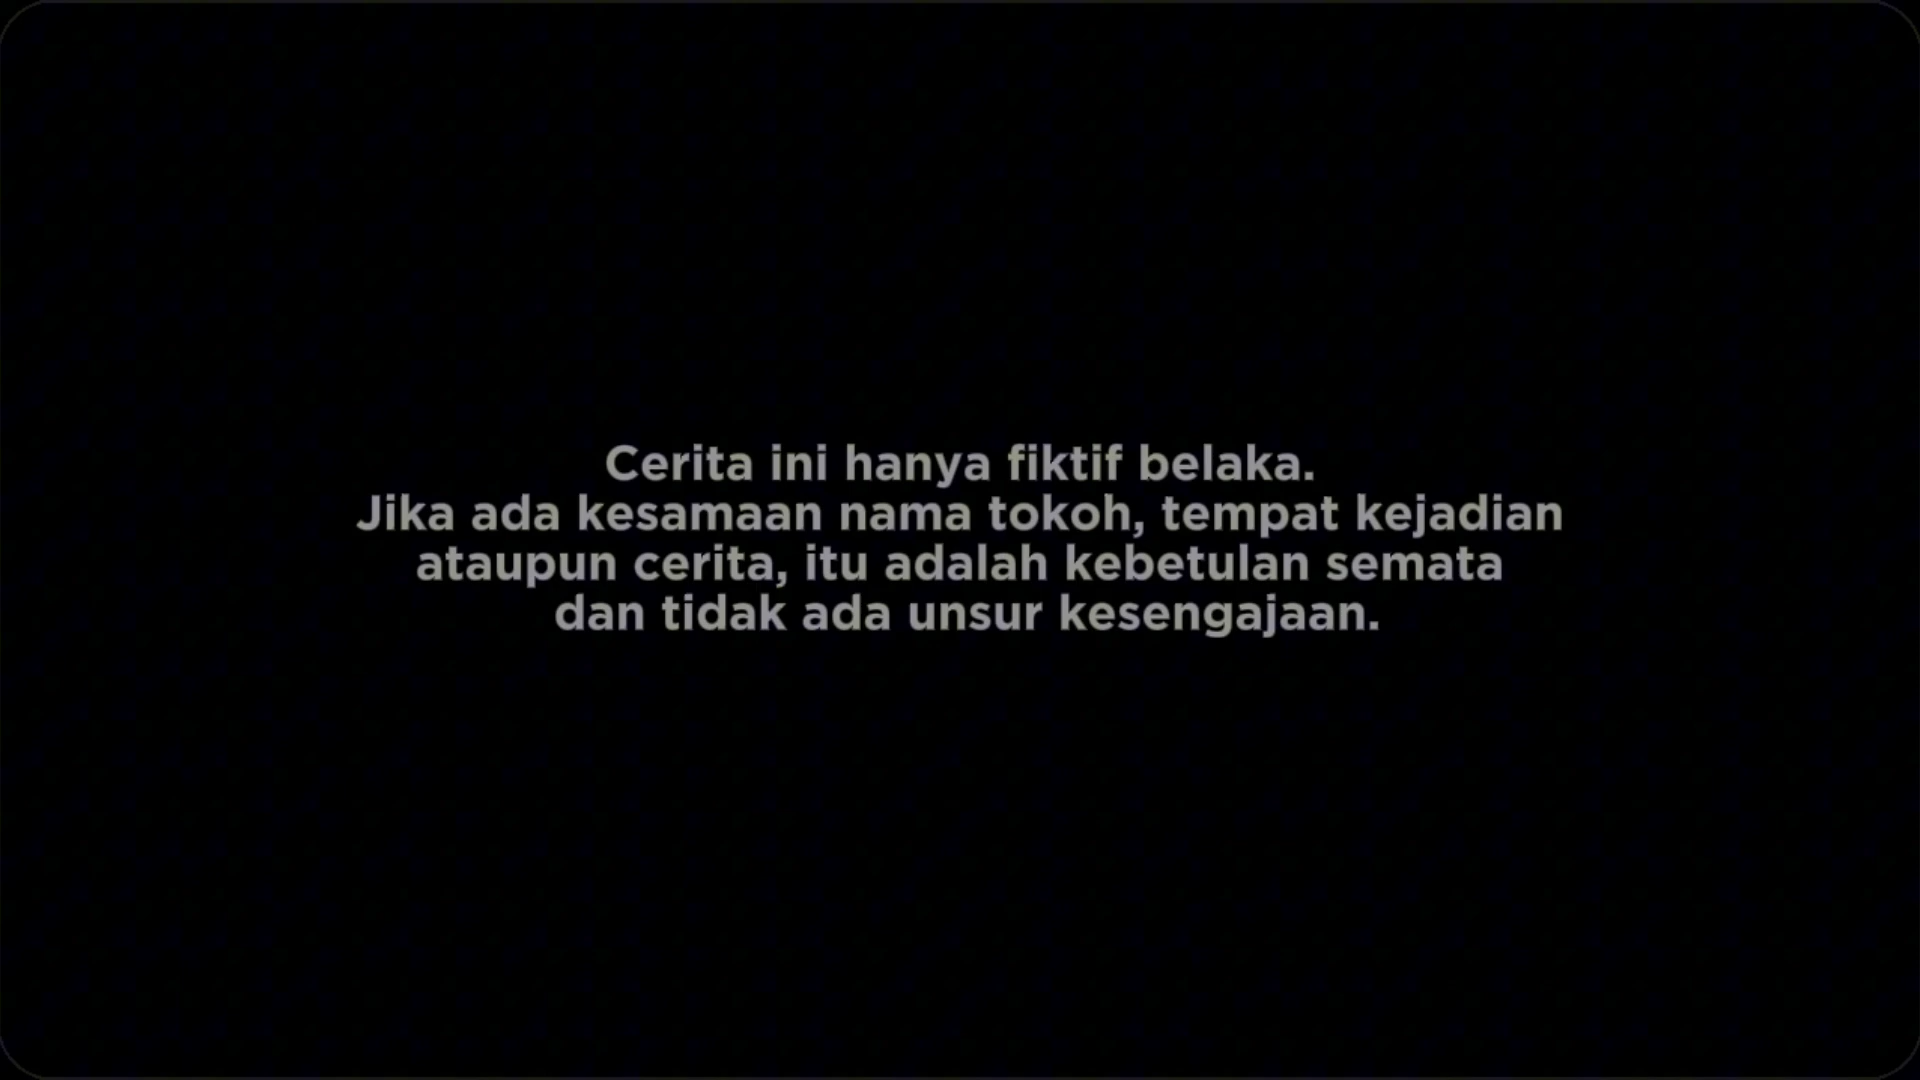 Cerita ini hanya fiktif belaka.
Jika ada kesamaan nama tokoh, tempat kejadian
ataupun cerita, itu adalah kebetulan semata
dan tidak ada unsur kesengajaan.